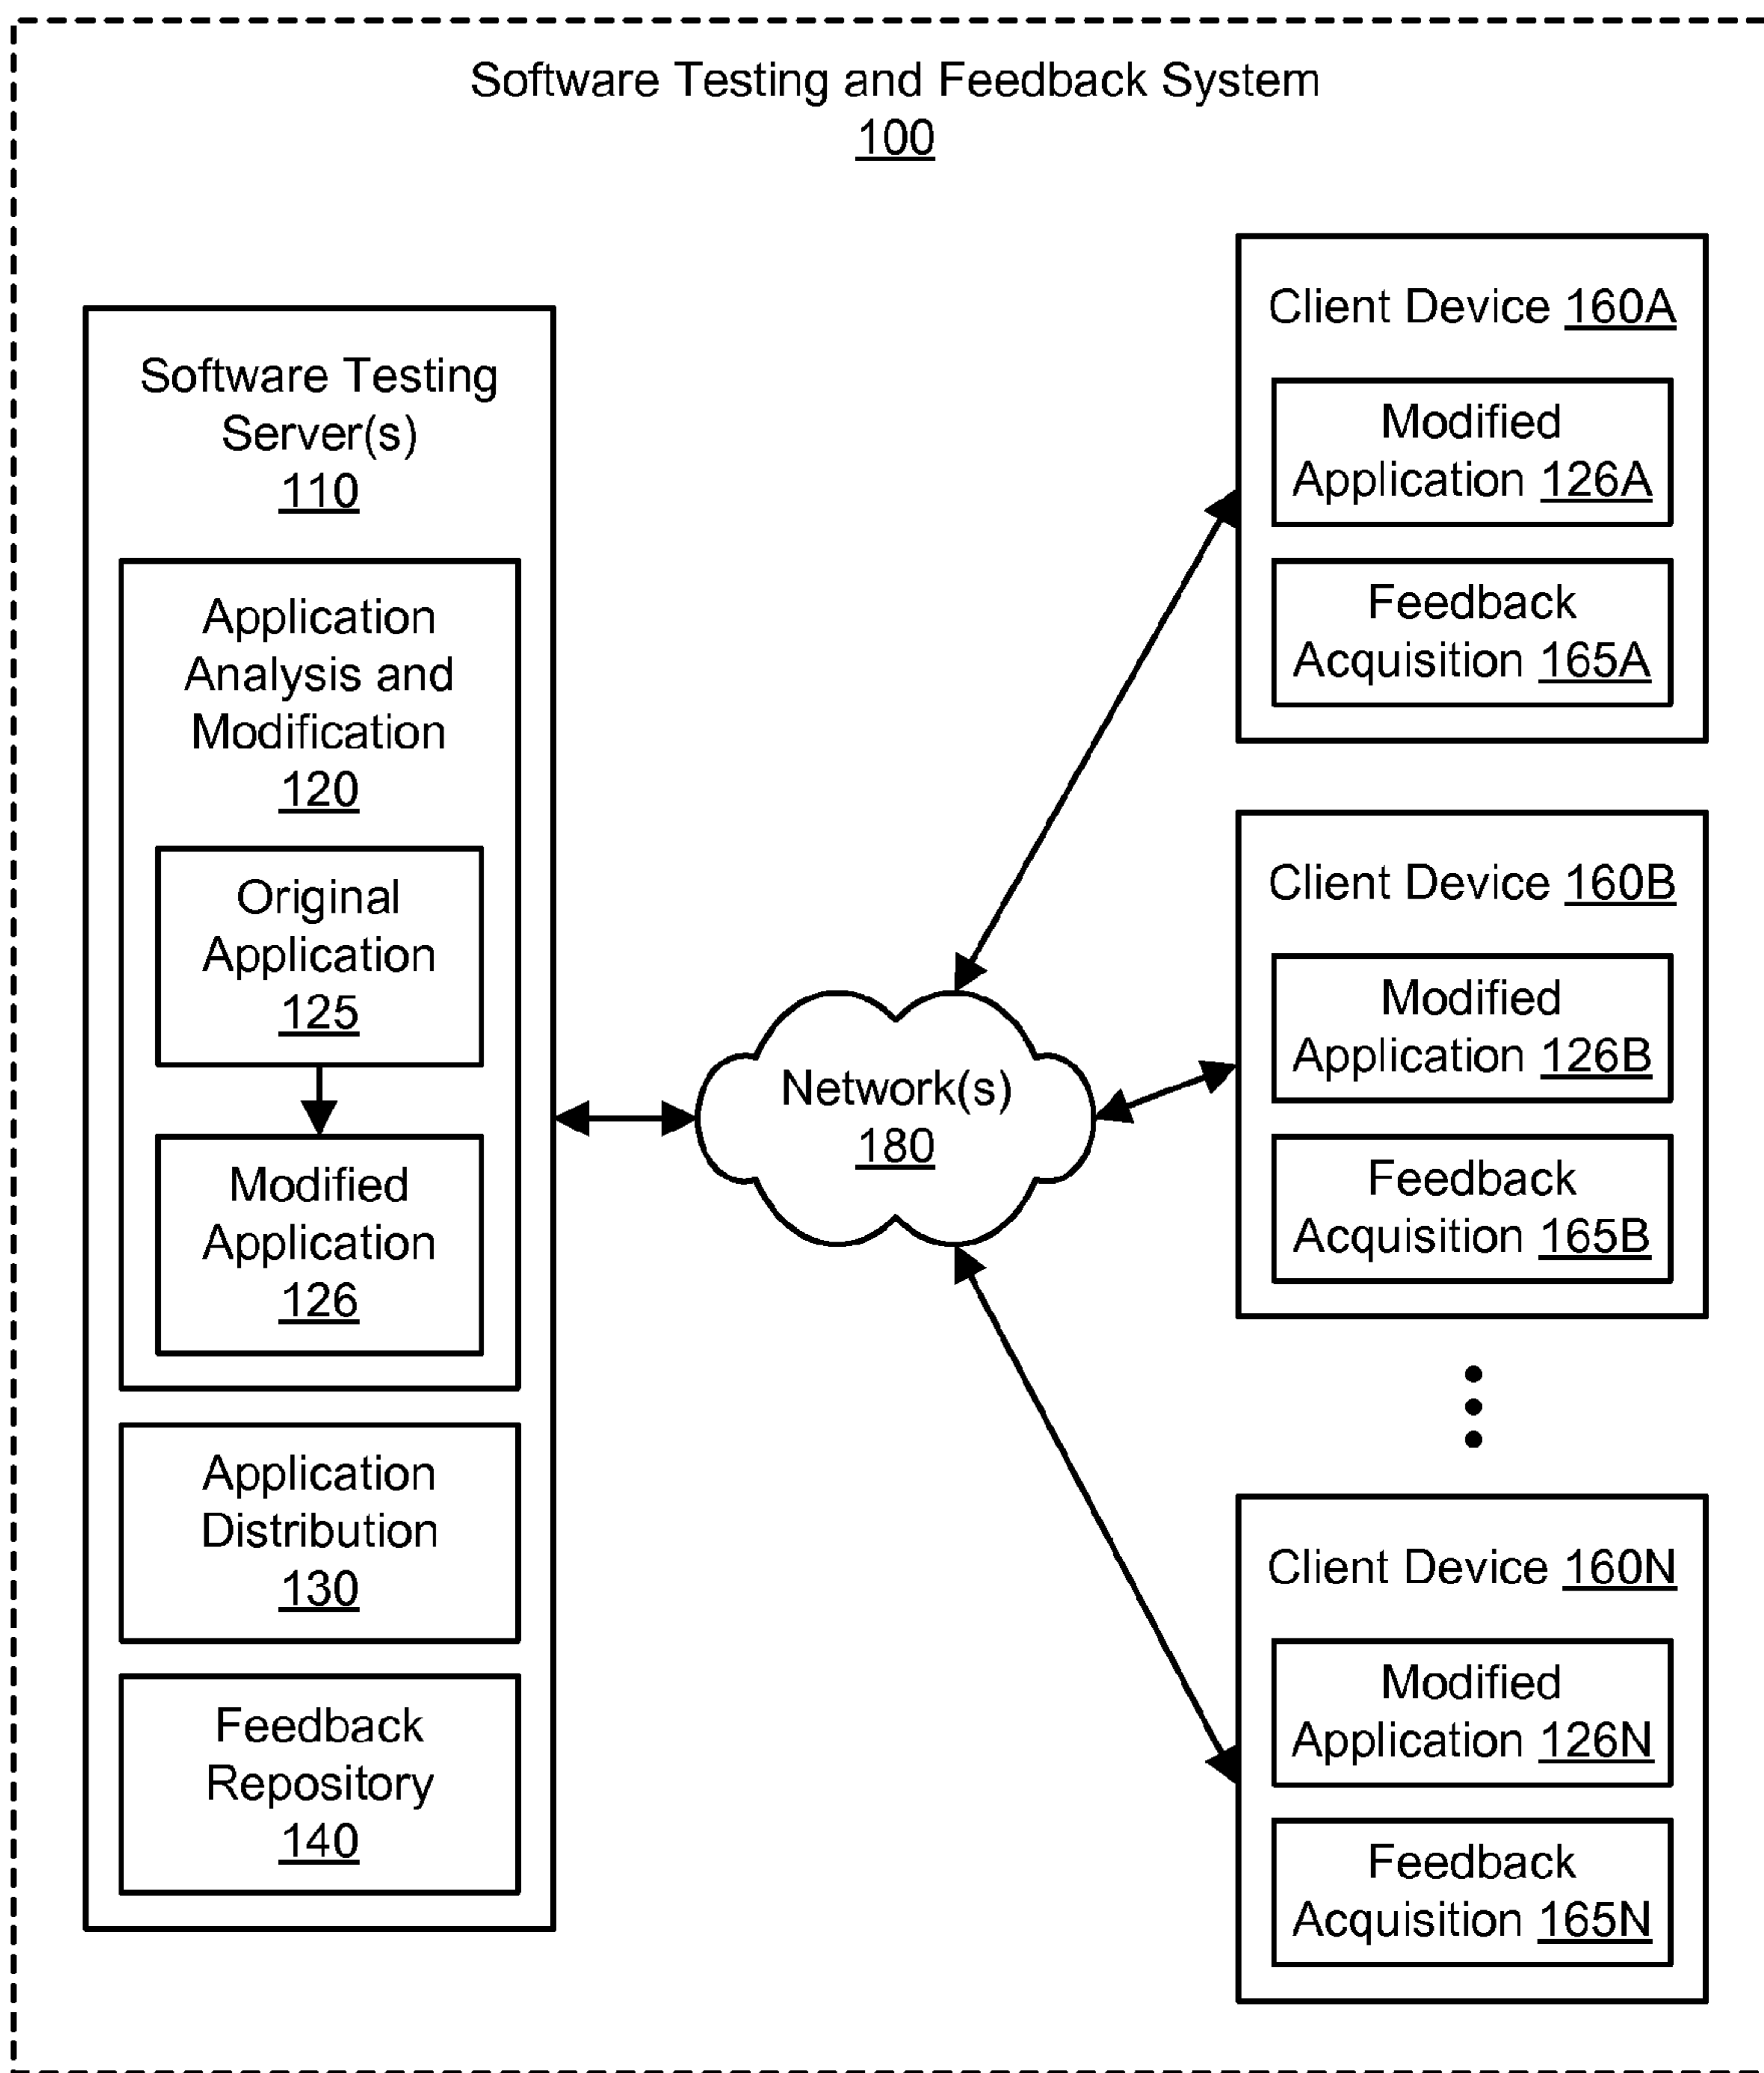 Software Testing and Feedback System
100
Software Testing
Server(s)
110
Application
Analysis and
Modification
120
Original
Application
125
Modified
Application
126
Application
Distribution
130
Feedback
Repository
140
Network(s)
180
Client Device 160A
Modified
Application 126A
Feedback
Acquisition 165A
Client Device 160B
Modified
Application 126B
Feedback
Acquisition 165B
Client Device 160N
Modified
Application 126N
Feedback
Acquisition 165N